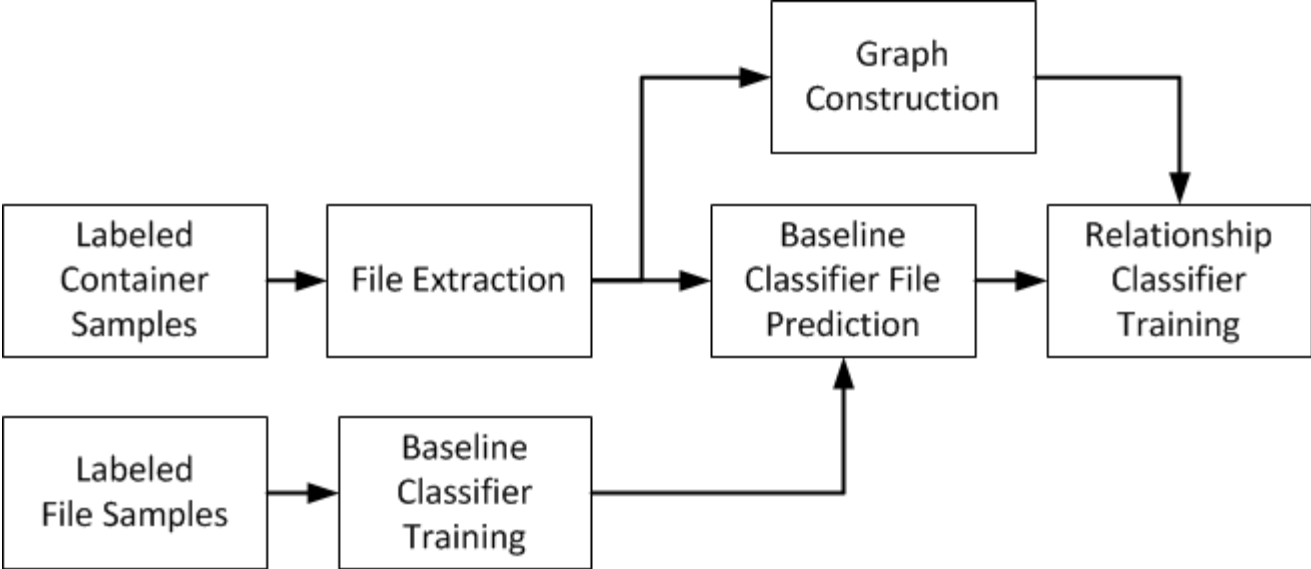 Graph
Construction
Labeled
Container
Samples
File Extraction
Baseline
Classifier File
Prediction
Relationship
Classifier
Training
Labeled
File Samples
Baseline
Classifier
Training